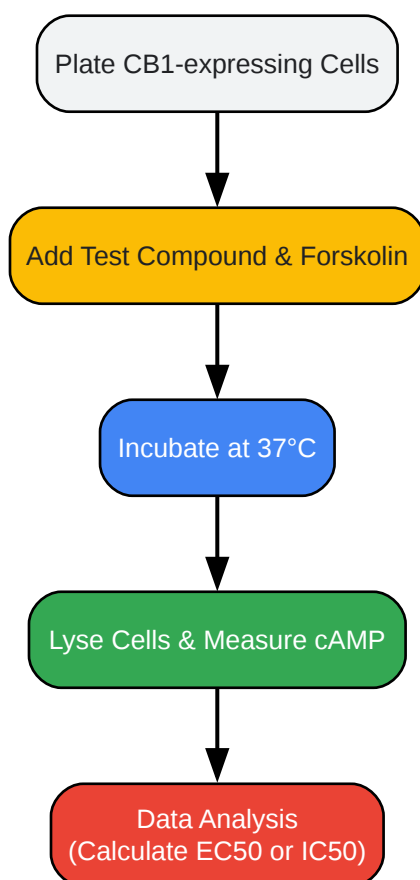 Plate CB1-expressing Cells
Add Test Compound & Forskolin
Incubate at 37°C
Lyse Cells & Measure cAMP
Data Analysis
(Calculate EC50 or IC50)